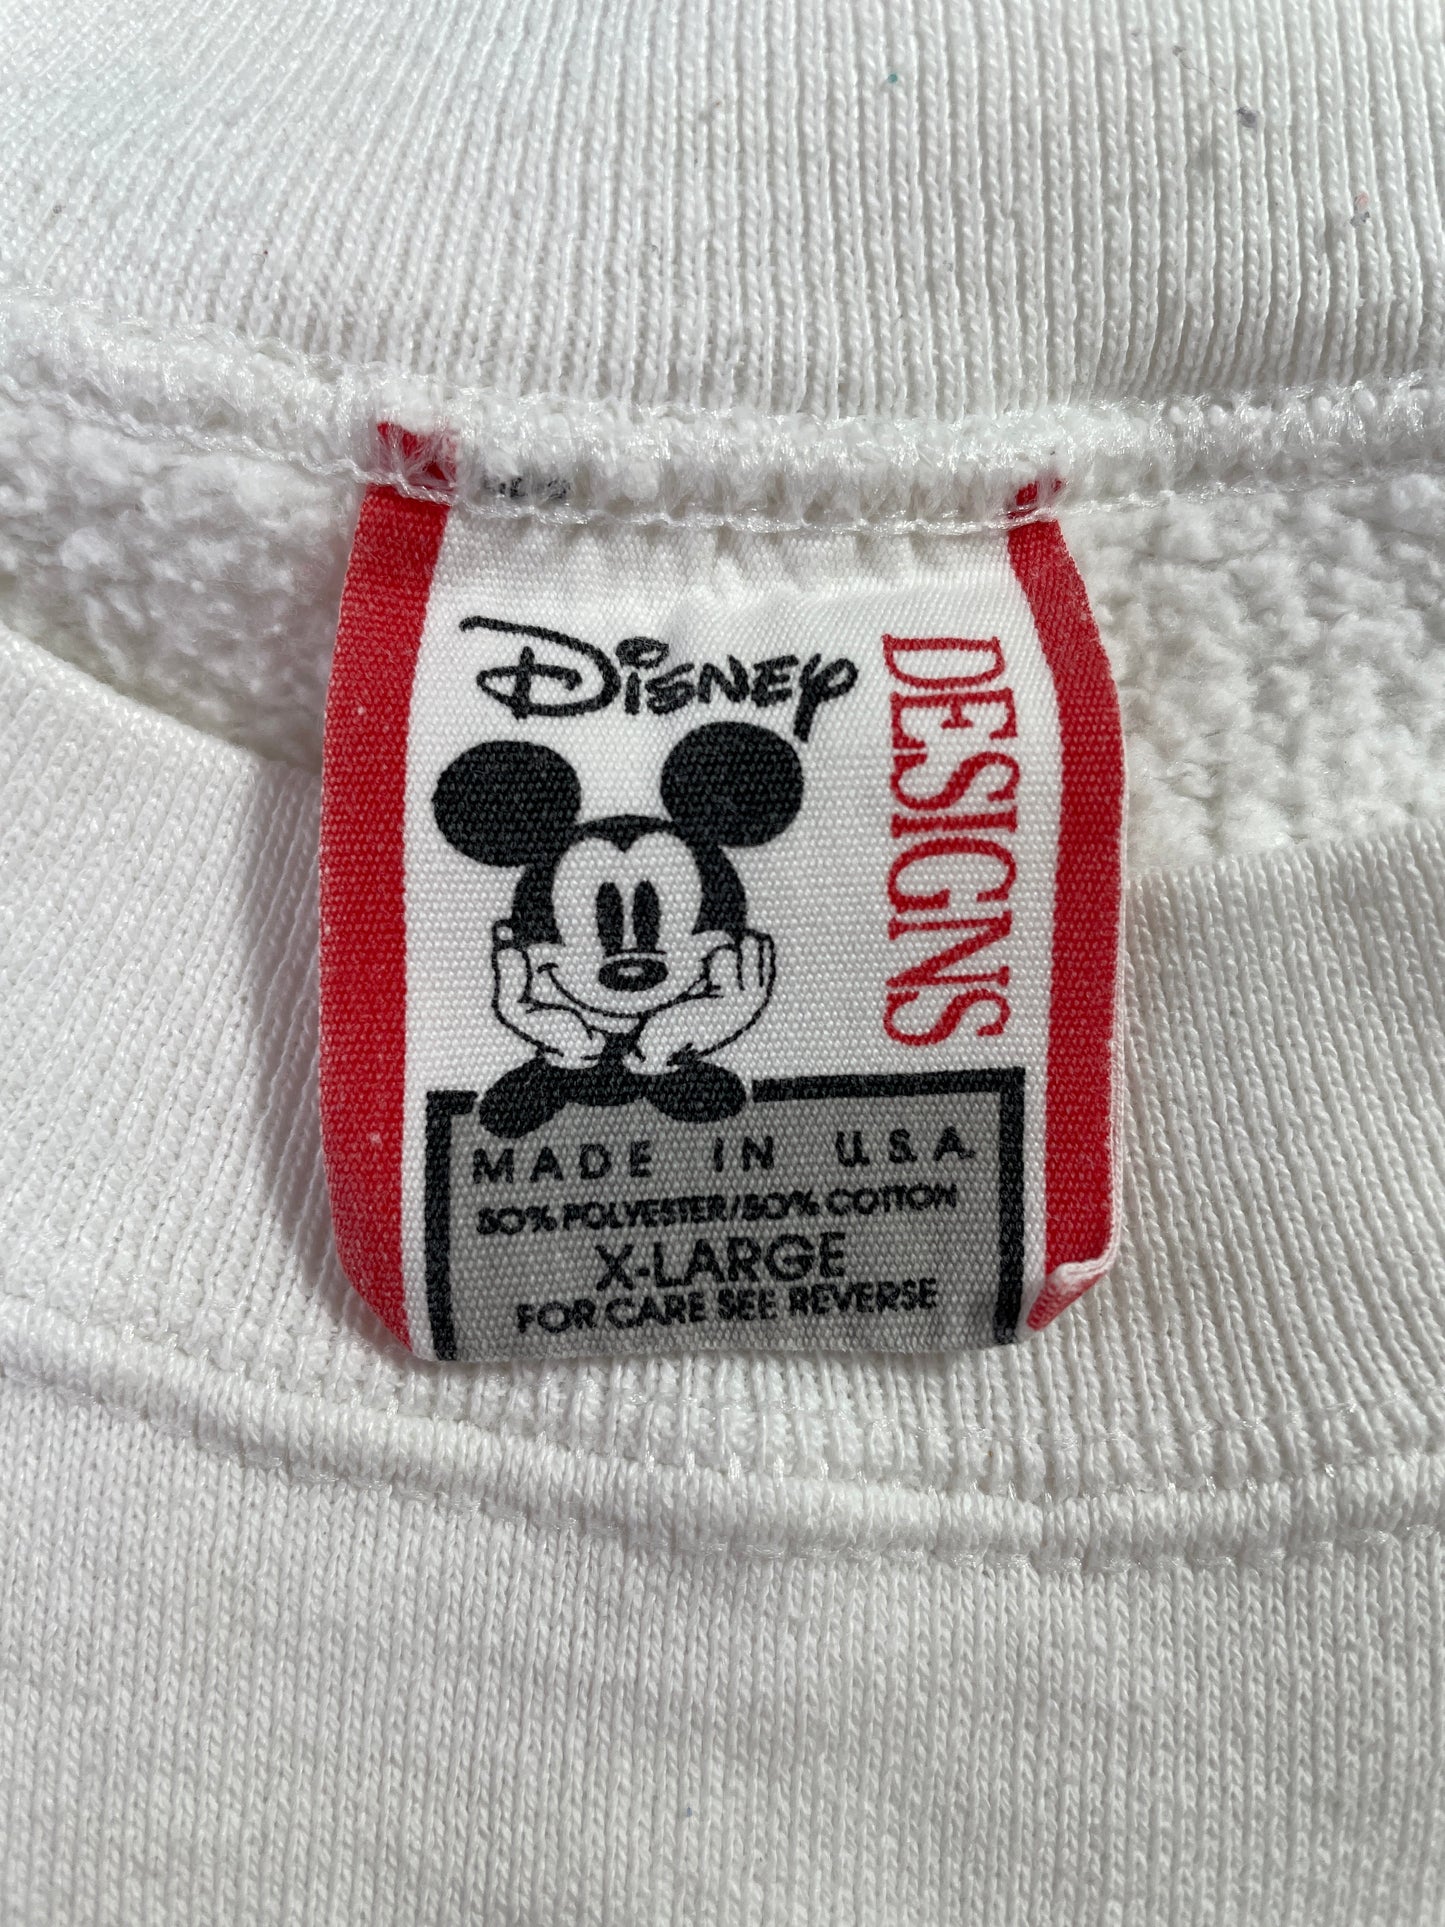 Disney
DESIGNS
MADE IN U.S.A.
50% POLYESTER/50% COTTON
X-LARGE
FOR CARE SEE REVERSE